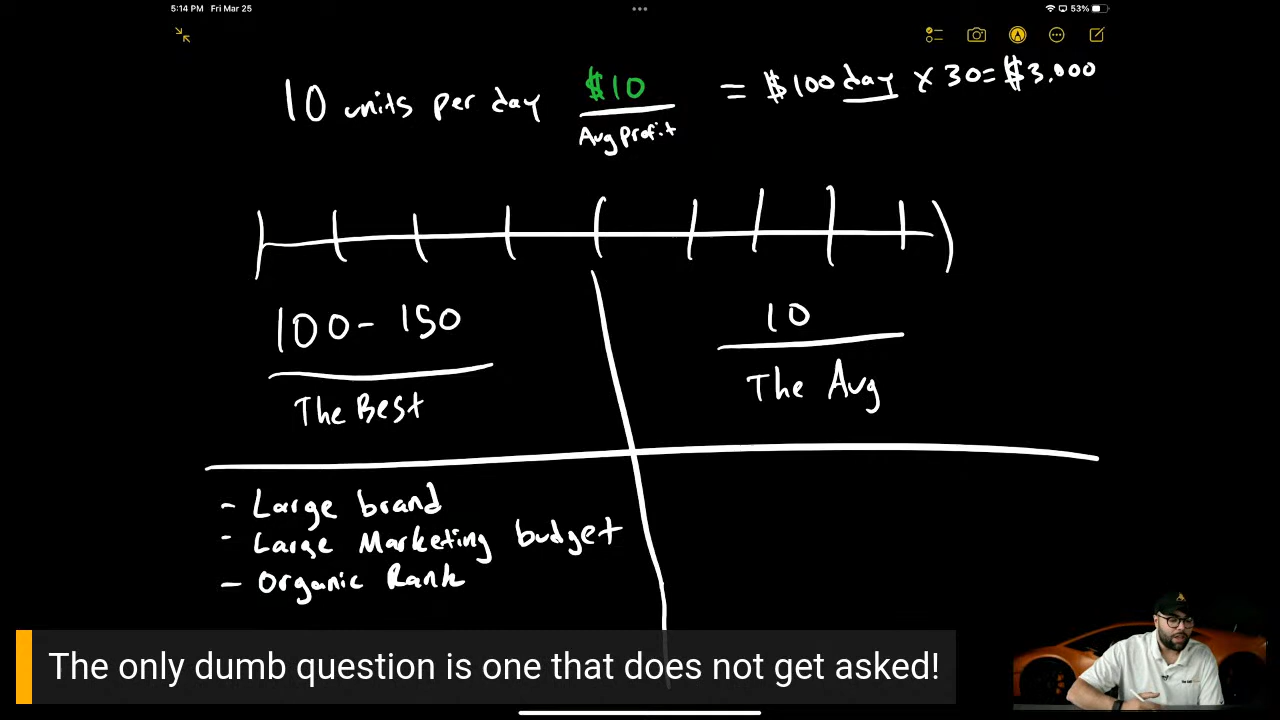 5:14 PM Fri Mar 25
53%
10 units per day $10 = $100 day x 30 = $3,000
Avg Profit
100 - 150
The Best
10
The Avg
- Large brand
- Large Marketing budget
- Organic Rank
The only dumb question is one that does not get asked!